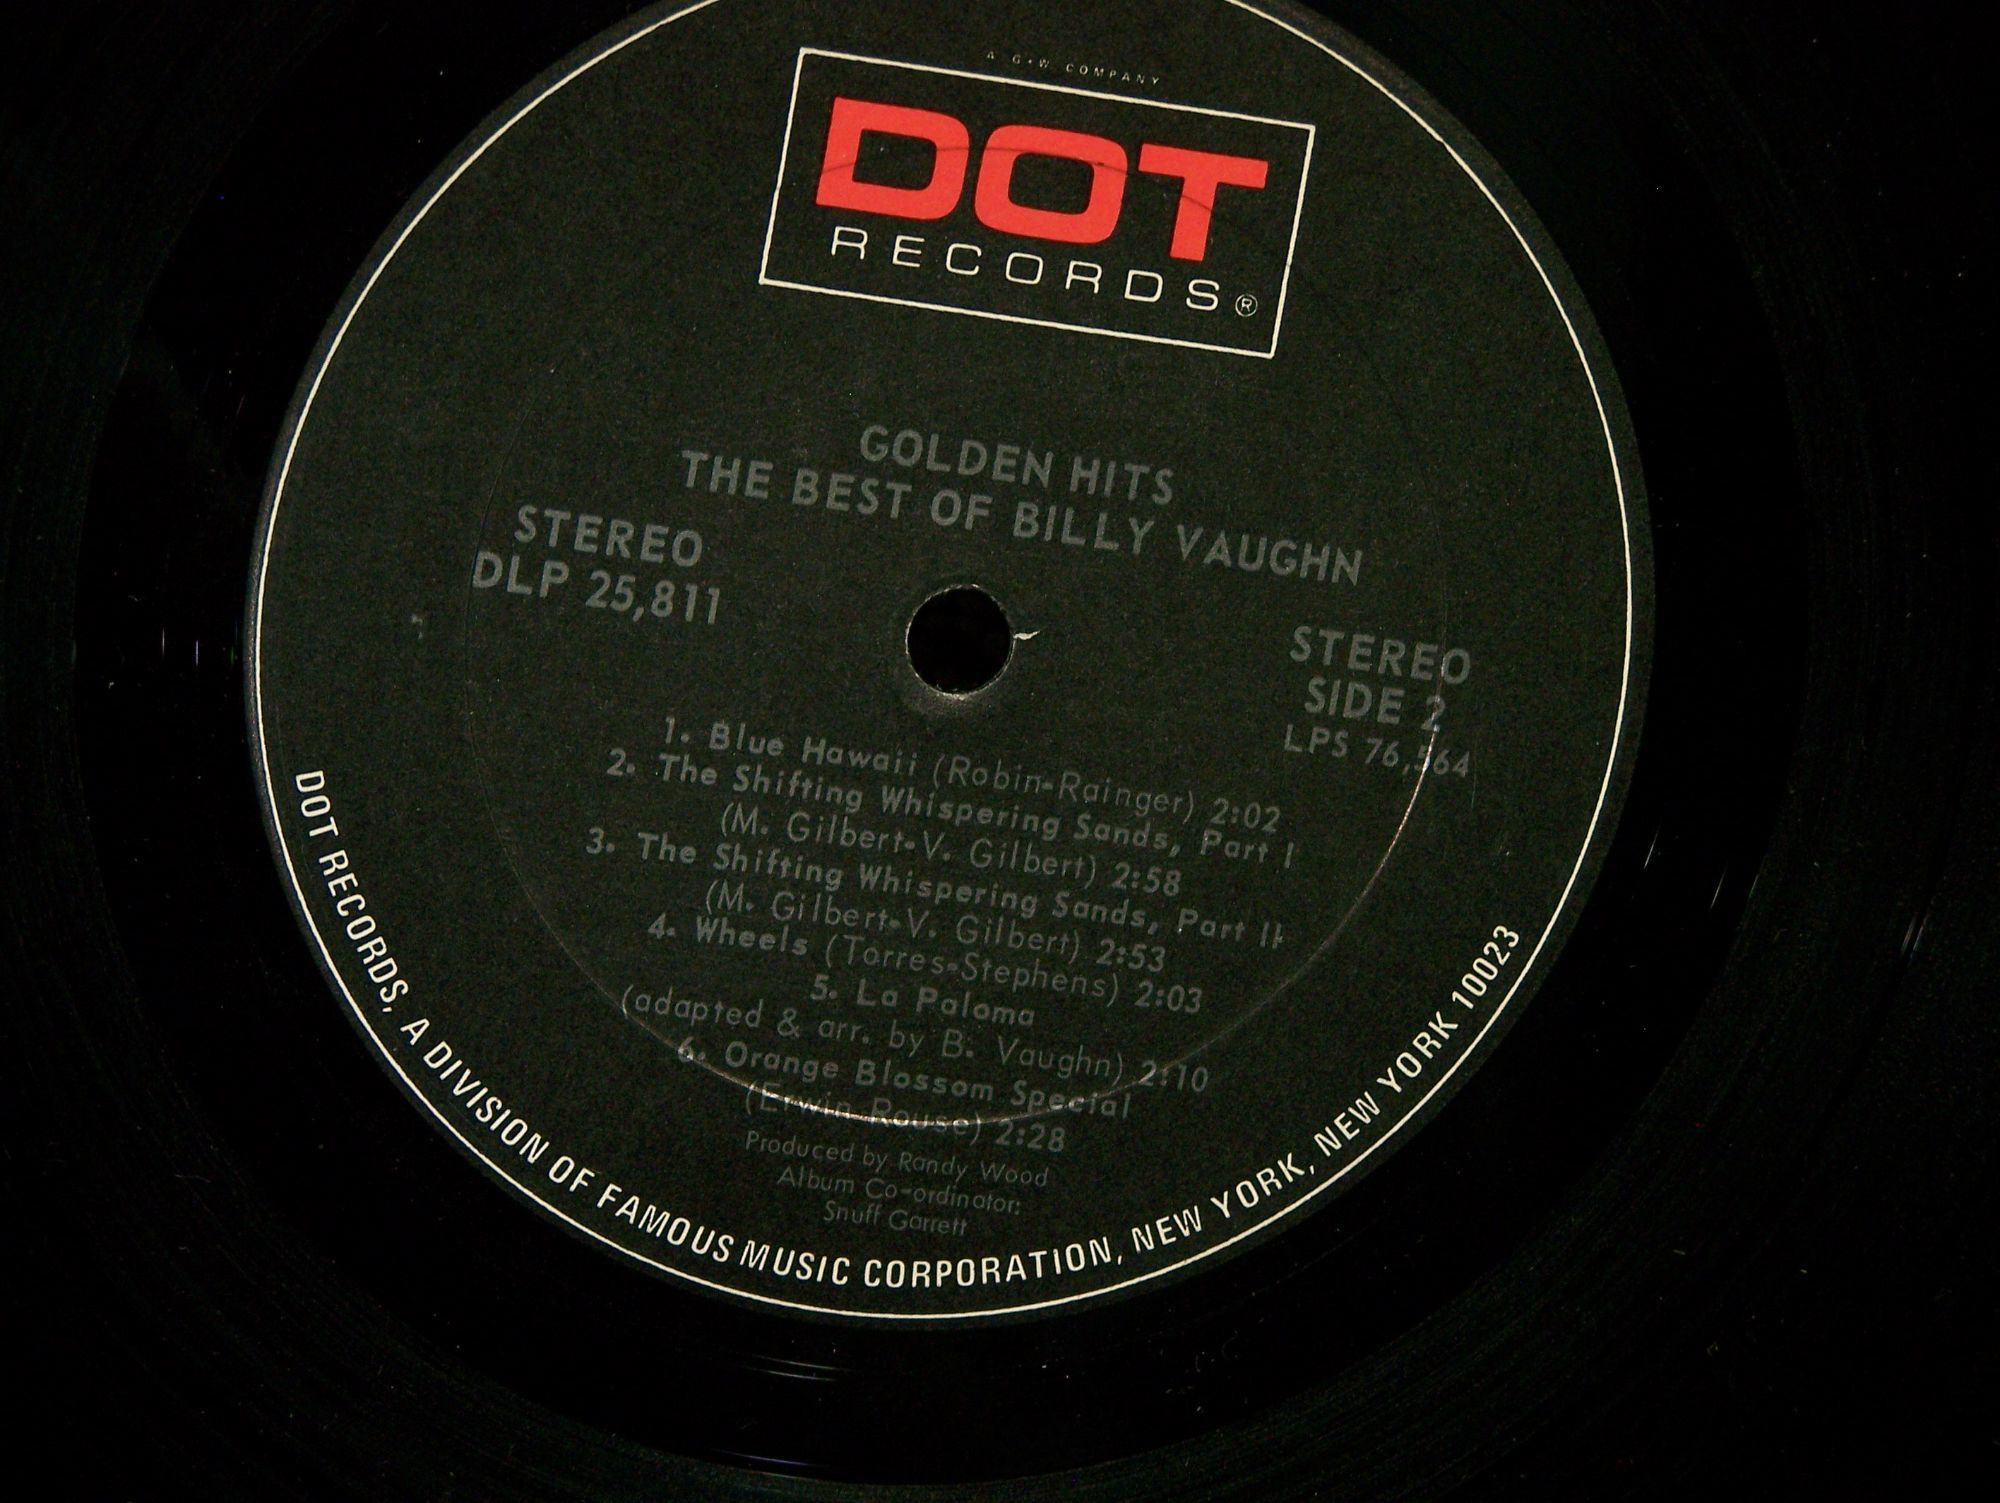 A G+W COMPANY
DOT
RECORDS®
GOLDEN HITS
THE BEST OF BILLY VAUGHN
STEREO
DLP 25,811
STEREO
SIDE 2
LPS 76,564
1. Blue Hawaii (Robin-Rainger) 2:02
2. The Shifting Whispering Sands, Part I
(M. Gilbert-V. Gilbert) 2:58
3. The Shifting Whispering Sands, Part II
(M. Gilbert-V. Gilbert) 2:53
4. Wheels (Torres-Stephens) 2:03
5. La Paloma
(adapted & arr. by B. Vaughn) 2:10
6. Orange Blossom Special
(Erwin Rouse) 2:28
Produced by Randy Wood
Album Co-ordinator:
Snuff Garrett
DOT RECORDS, A DIVISION OF FAMOUS MUSIC CORPORATION, NEW YORK, NEW YORK 10023